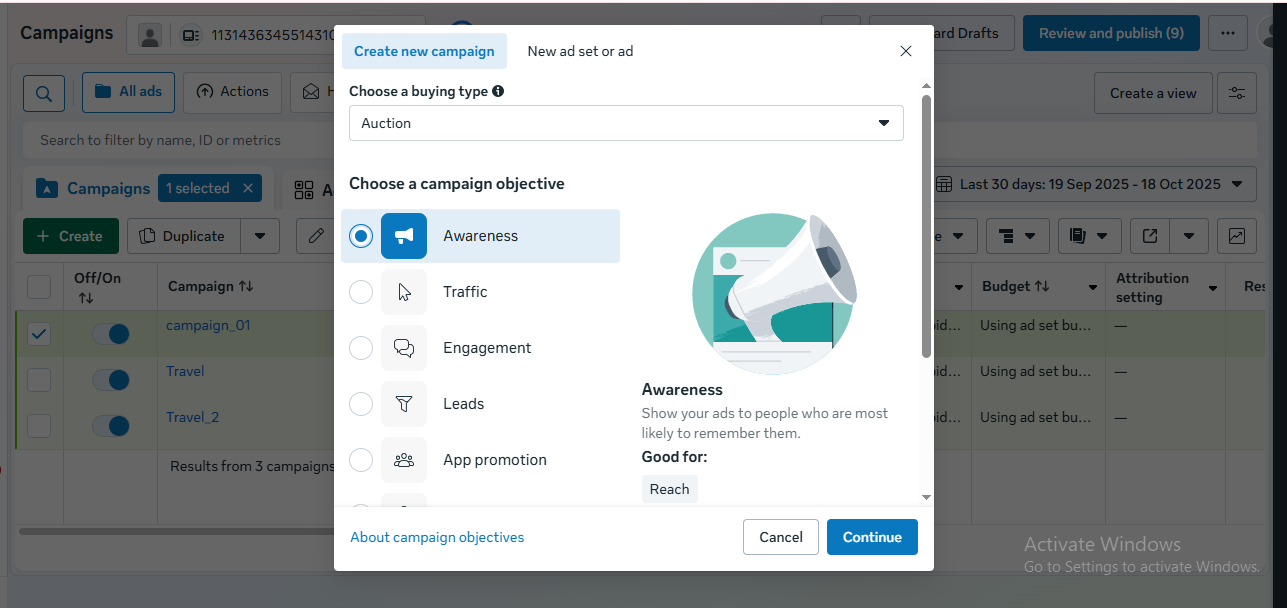 Campaigns
1131436345514310
ard Drafts
Review and publish (9)
Create new campaign
New ad set or ad
Choose a buying type
Auction
All ads
Actions
Create a view
Search to filter by name, ID or metrics
Campaigns
1 selected
Last 30 days: 19 Sep 2025 - 18 Oct 2025
Choose a campaign objective
Create
Duplicate
Awareness
Traffic
Engagement
Leads
App promotion
Awareness
Show your ads to people who are most
likely to remember them.
Good for:
Reach
Off/On
Campaign
Budget
Attribution
setting
Res
campaign_01
Using ad set bu...
—
Travel
Using ad set bu...
—
Travel_2
Using ad set bu...
—
Results from 3 campaigns
About campaign objectives
Cancel
Continue
Activate Windows
Go to Settings to activate Windows.